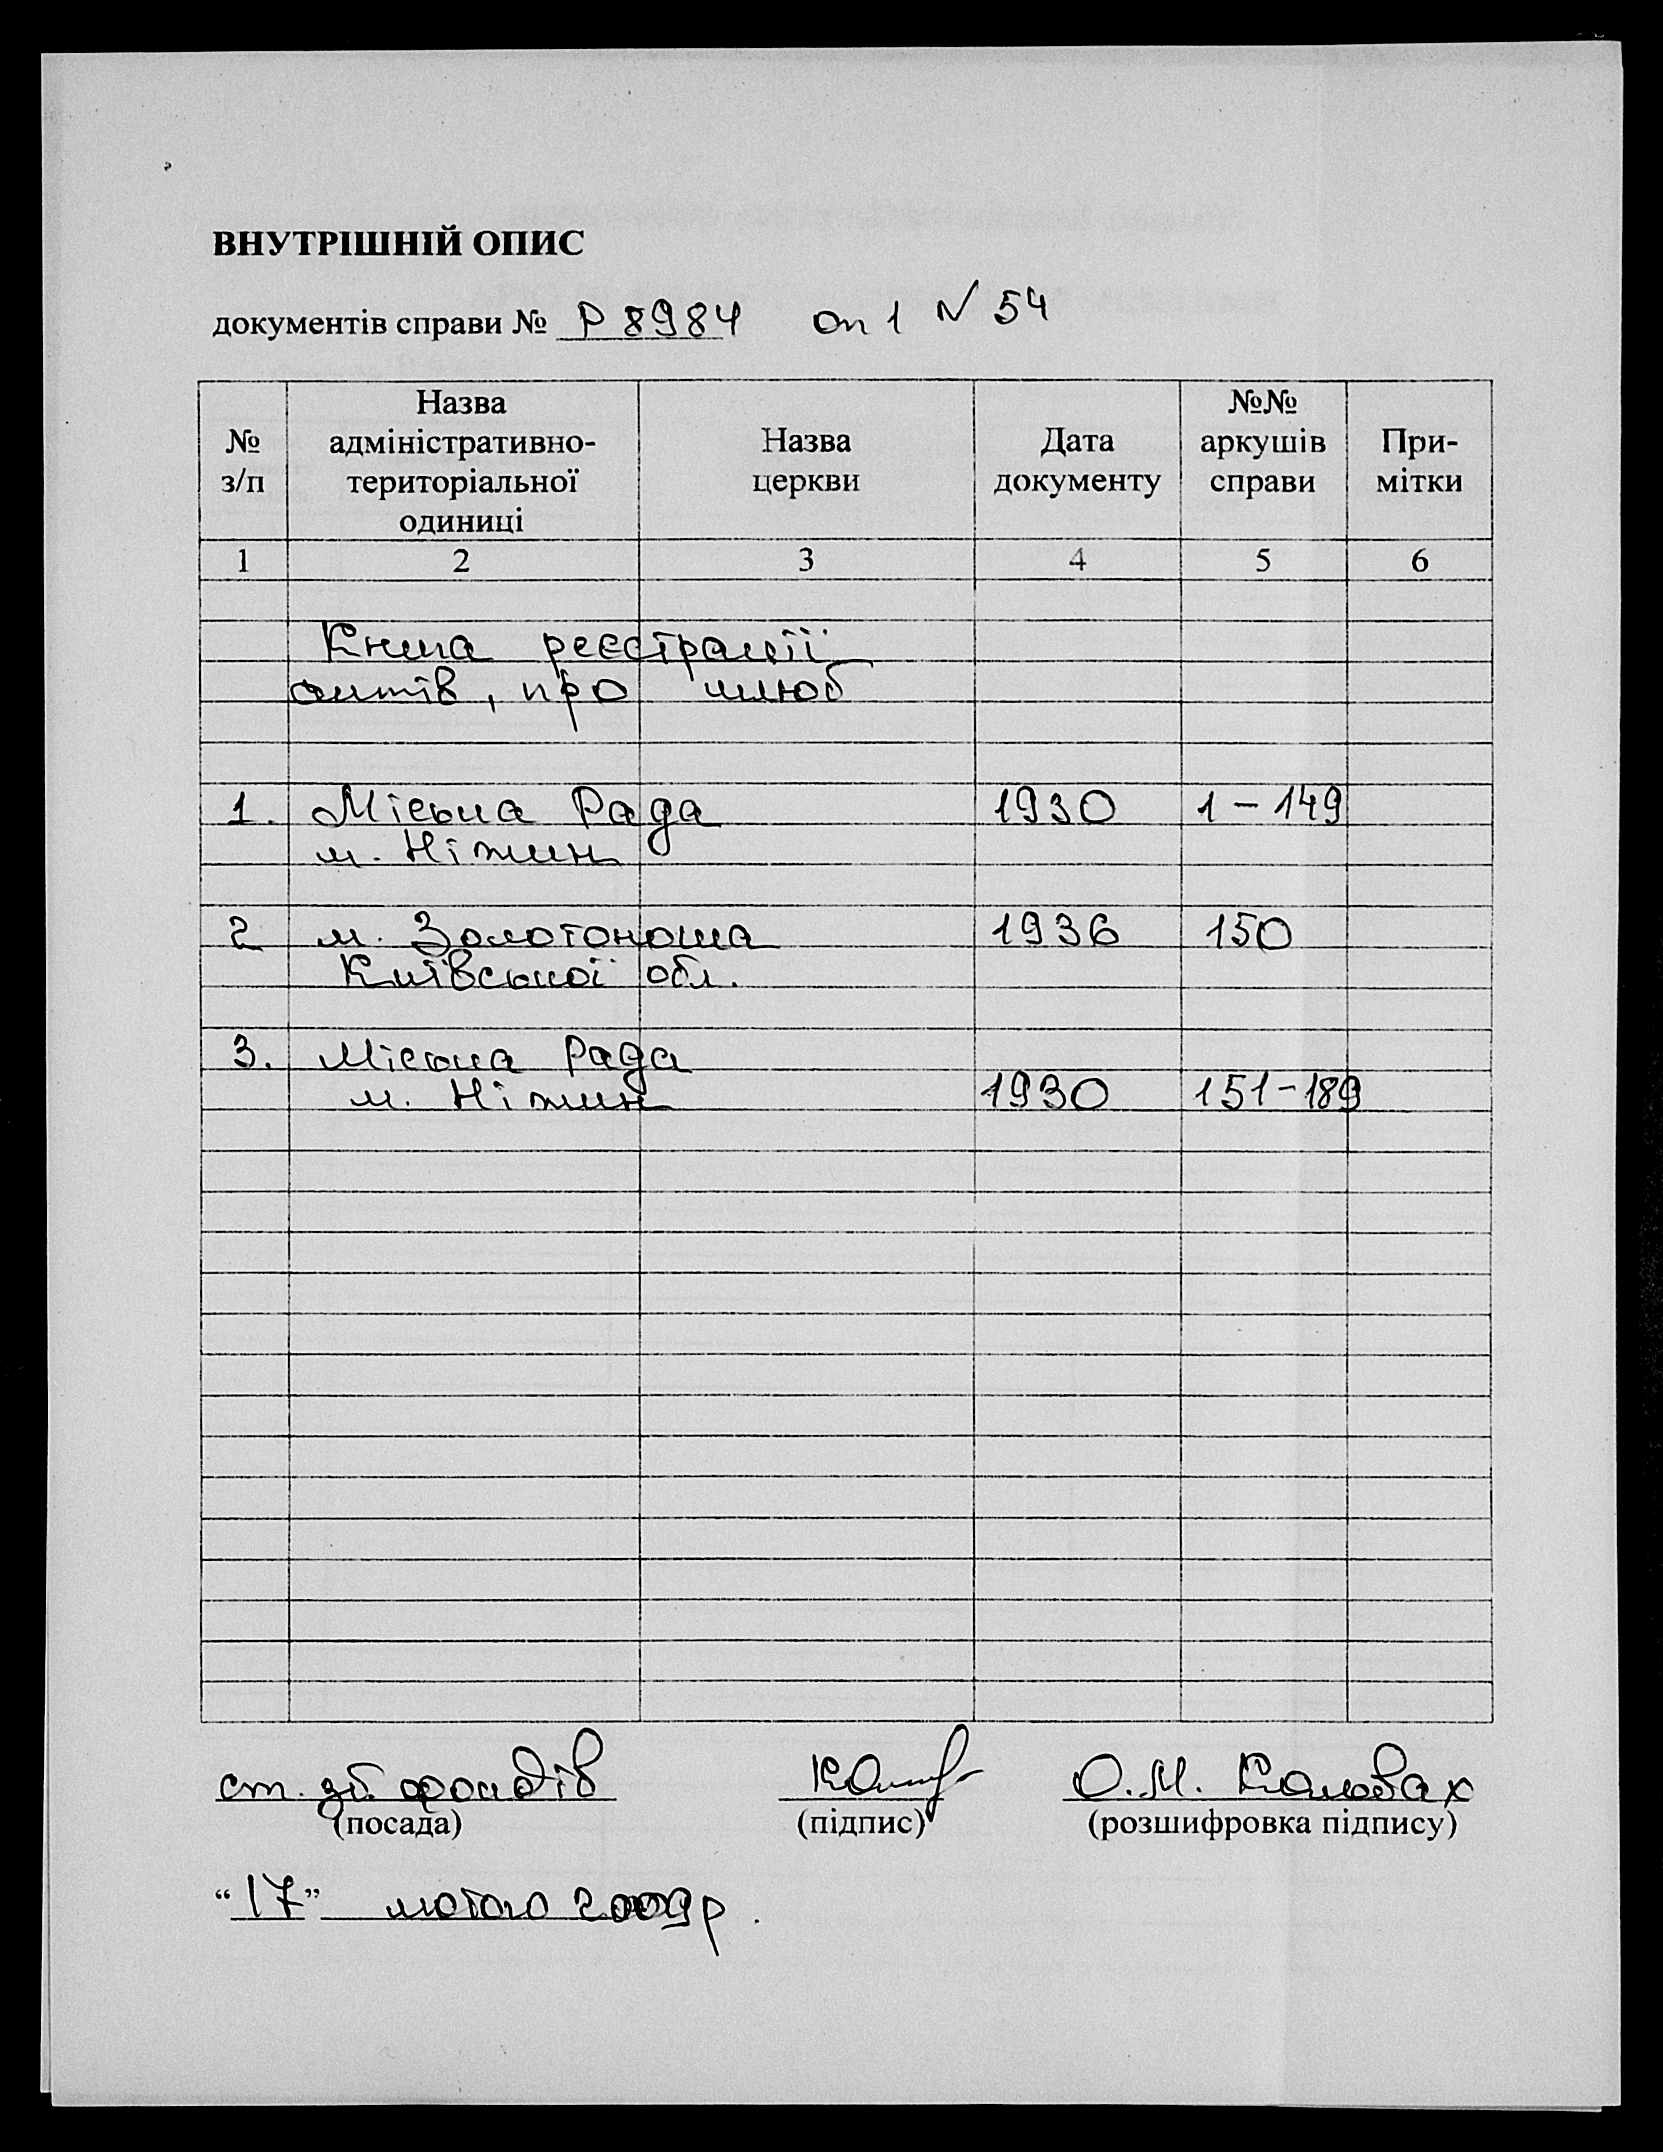 ВНУТРІШНІЙ ОПИС
документів справи № Р 8984 оп 1 № 54
№ з/п
Назва адміністративно-територіальної одиниці
Назва церкви
Дата документу
№№ аркушів справи
При-мітки
1 2 3 4 5 6
Книга реєстрації
актів, про шлюб
1. Міська Рада 1930 1 – 149
м. Ніжин
2 м. Золотоноша 1936 150
Київської обл.
3. Міська Рада
м. Ніжин 1930 151 - 189
ст. зб. фондів О.М.
(посада) (підпис) (розшифровка підпису)
“17” лютого 2009 р.